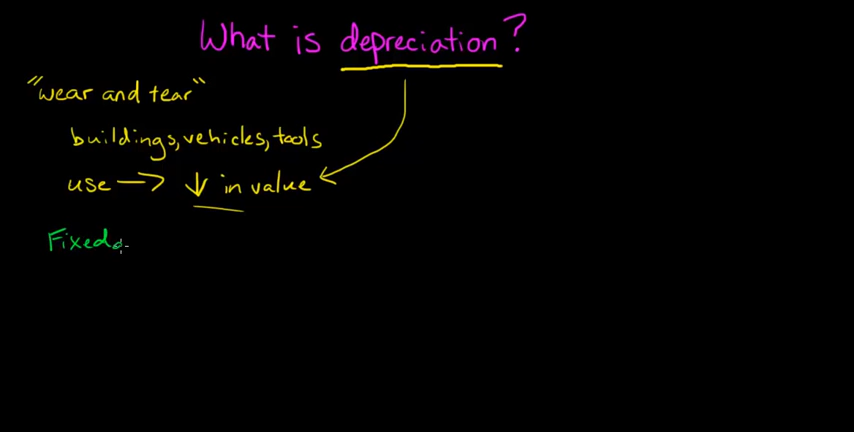 What is depreciation?
"wear and tear"
buildings, vehicles, tools
use → ↓ in value
Fixed